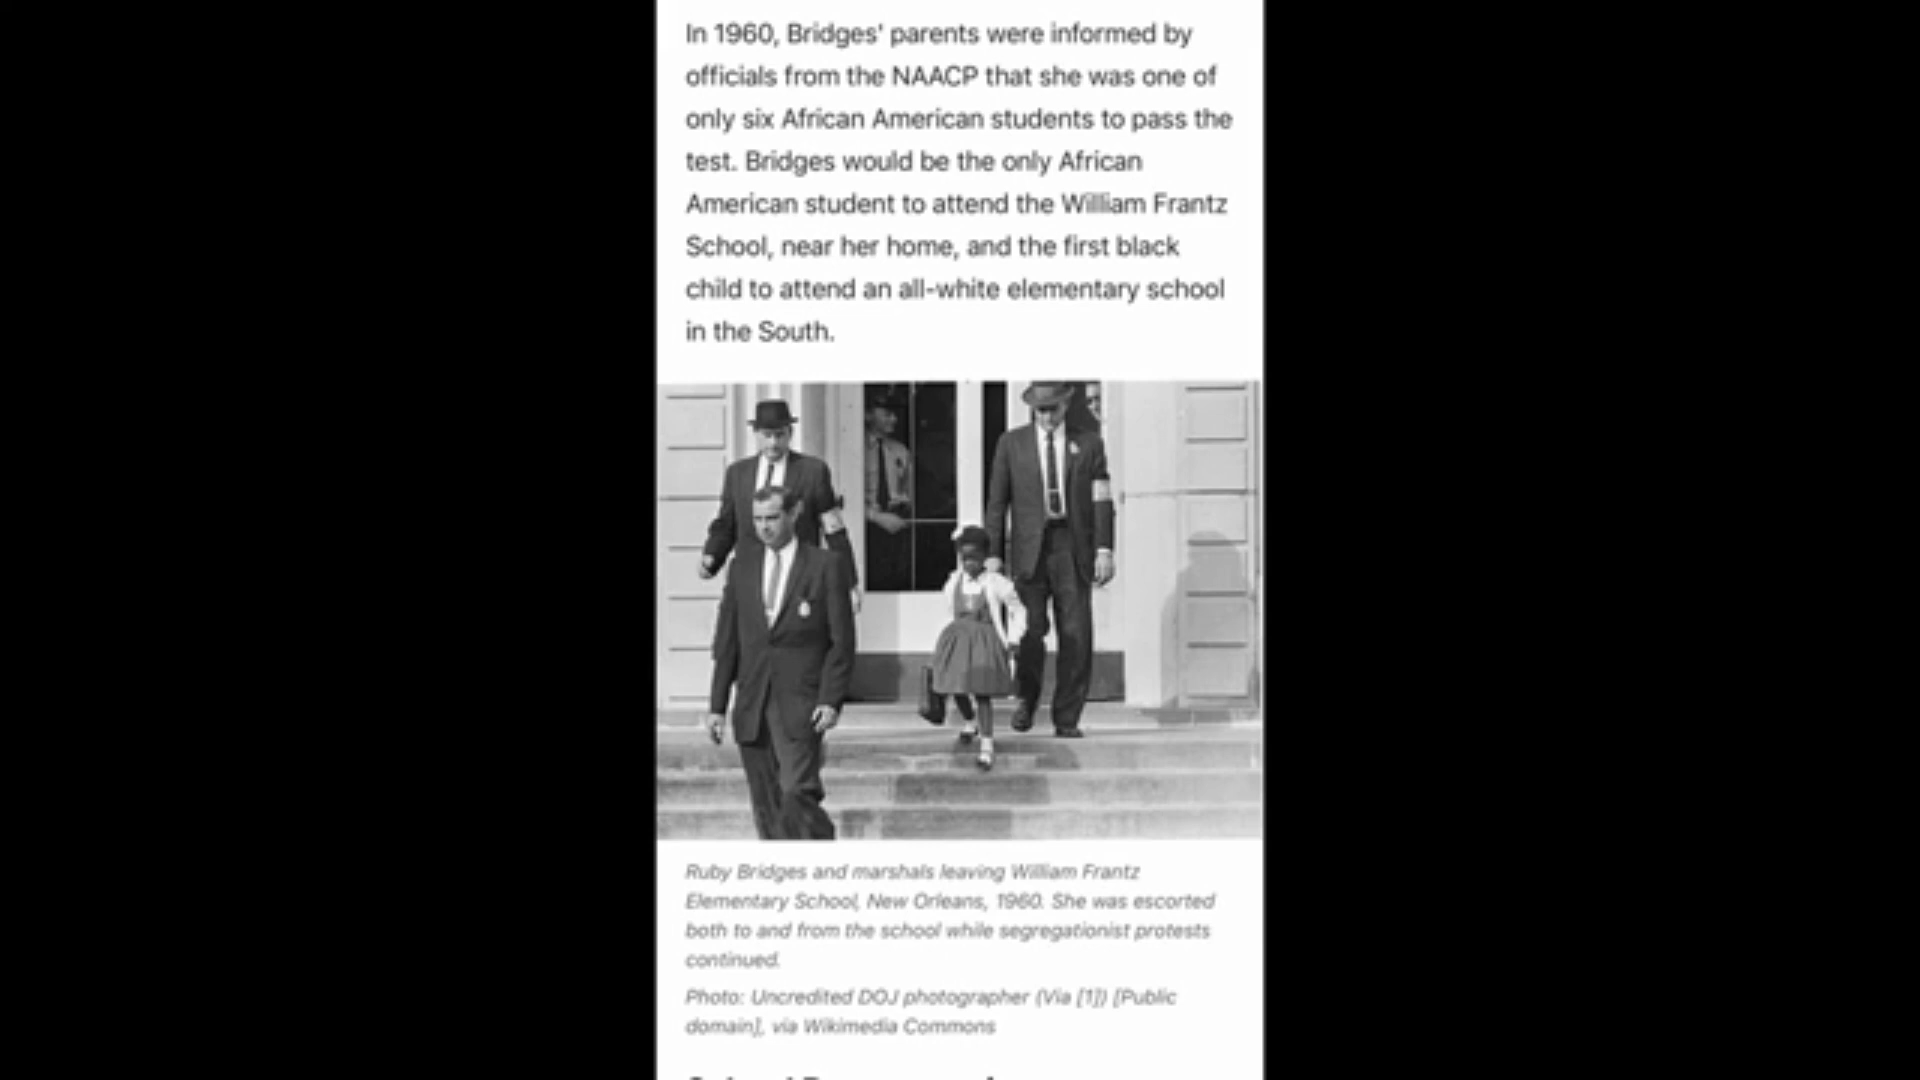 In 1960, Bridges' parents were informed by
officials from the NAACP that she was one of
only six African American students to pass the
test. Bridges would be the only African
American student to attend the William Frantz
School, near her home, and the first black
child to attend an all-white elementary school
in the South.
Ruby Bridges and marshals leaving William Frantz
Elementary School, New Orleans, 1960. She was escorted
both to and from the school while segregationist protests
continued.
Photo: Uncredited DOJ photographer (Via [1]) [Public
domain], via Wikimedia Commons